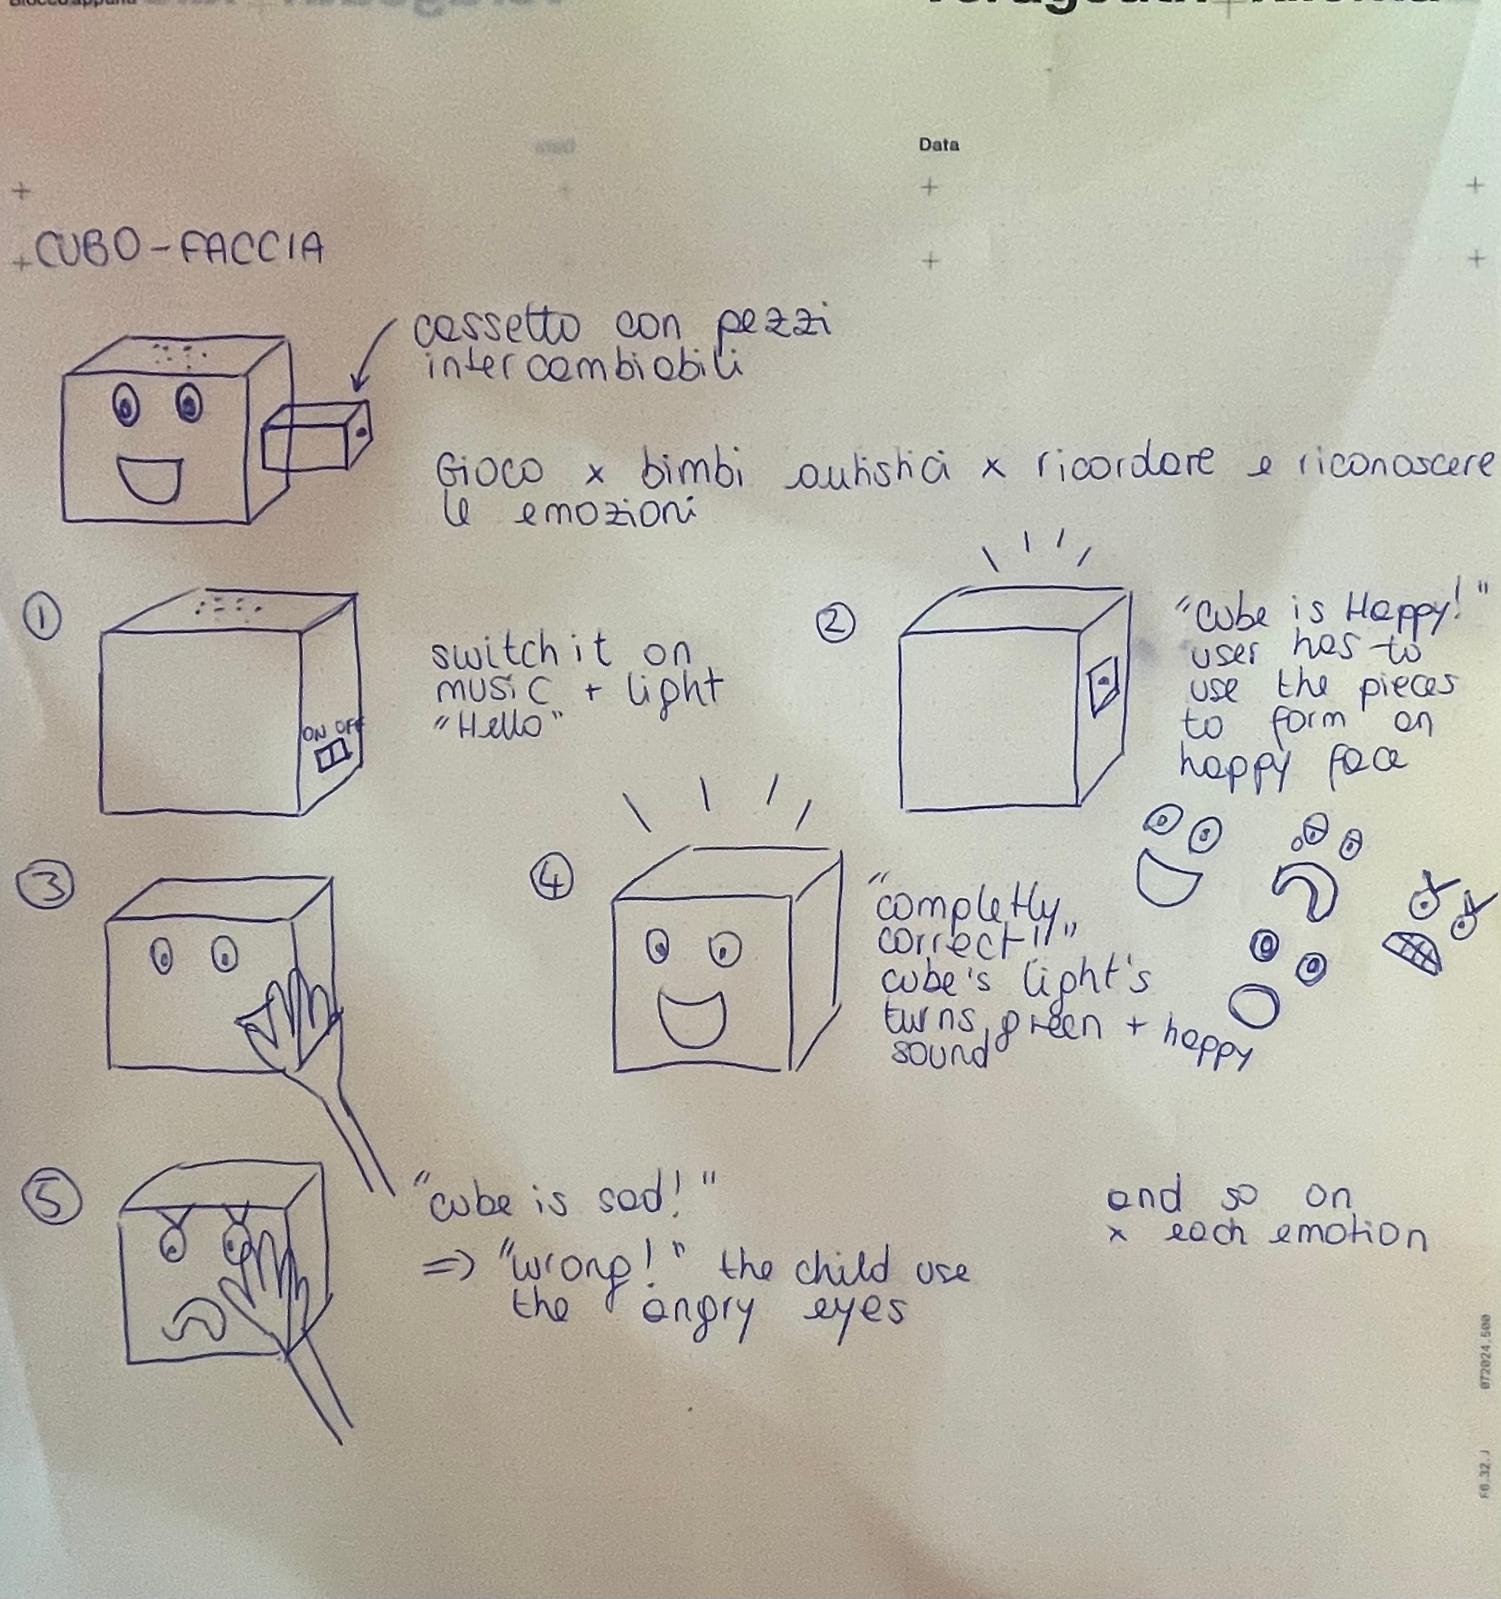 Data
CUBO-FACCIA
cassetto con pezzi
intercambiabili
Gioco x bimbi autistici x ricordare e riconoscere
le emozioni
1
switch it on
music + light
"Hello"
ON OFF
2
"cube is Happy!"
user has to
use the pieces
to form an
happy face
3
4
"completly
correct!!"
cube's light's
turns green + happy
sound
5
"cube is sad!"
=> "wrong!" the child use
the angry eyes
and so on
x each emotion
072024.500
F6.32.J